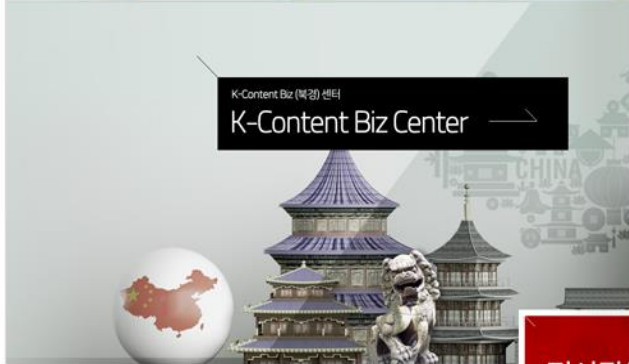 K-Content Biz (북경) 센터
K-Content Biz Center
CHINA